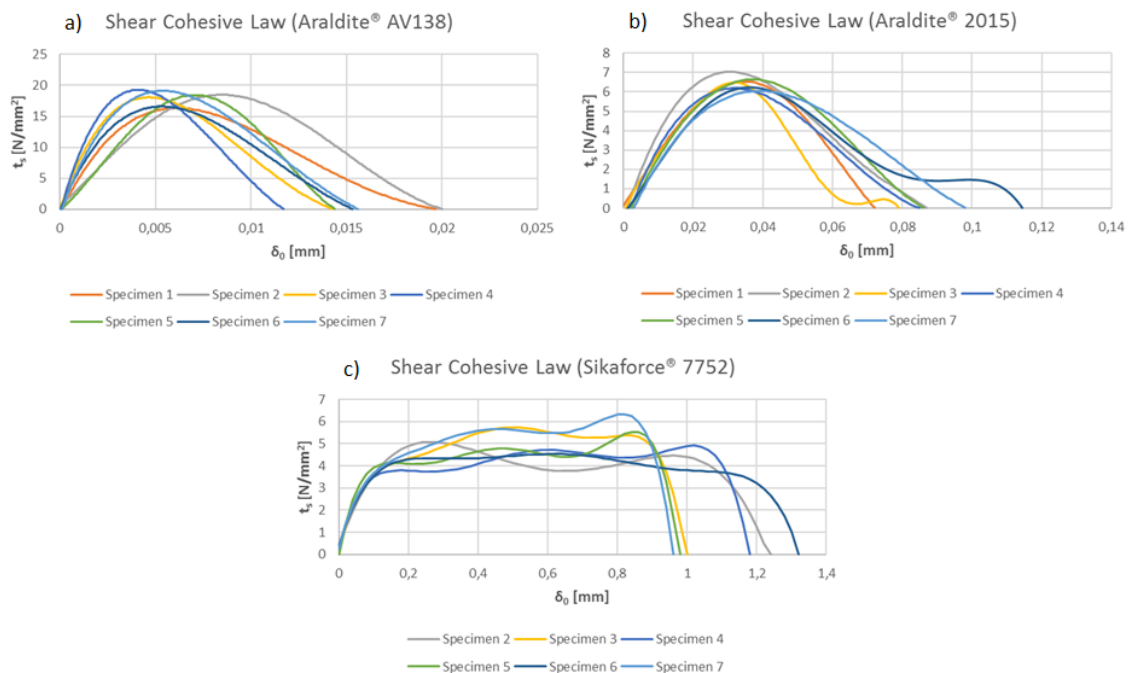 a) Shear Cohesive Law (Araldite® AV138)
25
20
15
10
5
0
tₛ [N/mm²]
0 0,005 0,01 0,015 0,02 0,025
δ₀ [mm]
Specimen 1 Specimen 2 Specimen 3 Specimen 4
Specimen 5 Specimen 6 Specimen 7
b) Shear Cohesive Law (Araldite® 2015)
8
7
6
5
4
3
2
1
0
tₛ [N/mm²]
0 0,02 0,04 0,06 0,08 0,1 0,12 0,14
δ₀ [mm]
Specimen 1 Specimen 2 Specimen 3 Specimen 4
Specimen 5 Specimen 6 Specimen 7
c) Shear Cohesive Law (Sikaforce® 7752)
7
6
5
4
3
2
1
0
tₛ [N/mm²]
0 0,2 0,4 0,6 0,8 1 1,2 1,4
δ₀ [mm]
Specimen 2 Specimen 3 Specimen 4
Specimen 5 Specimen 6 Specimen 7